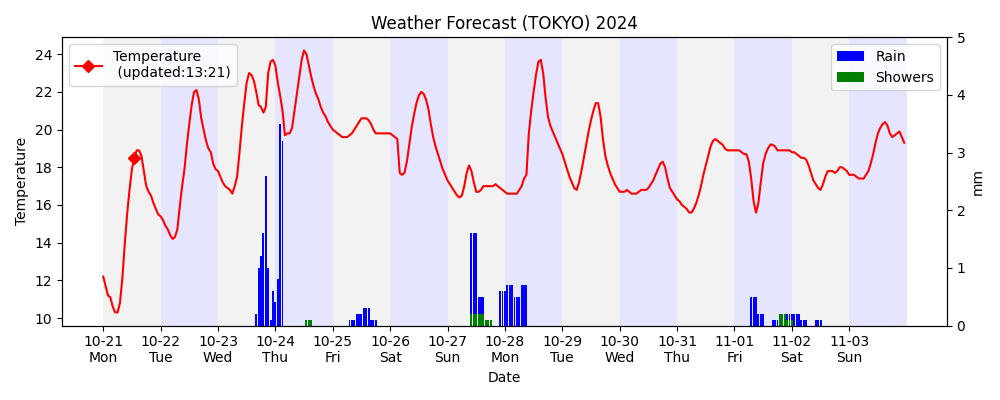 Weather Forecast (TOKYO) 2024
Temperature
(updated:13:21)
Rain
Showers
Temperature
24
22
20
18
16
14
12
10
5
4
3
2
1
0
mm
10-21 10-22 10-23 10-24 10-25 10-26 10-27 10-28 10-29 10-30 10-31 11-01 11-02 11-03
Mon Tue Wed Thu Fri Sat Sun Mon Tue Wed Thu Fri Sat Sun
Date